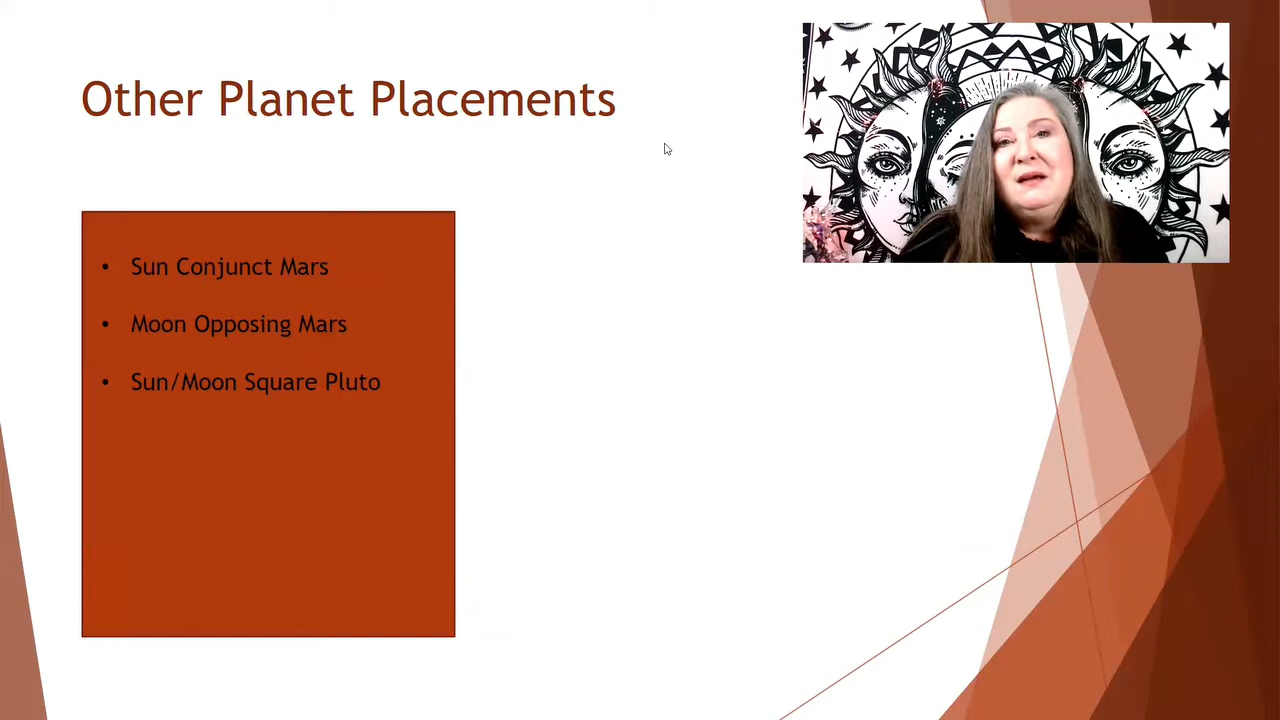 Other Planet Placements
• Sun Conjunct Mars
• Moon Opposing Mars
• Sun/Moon Square Pluto